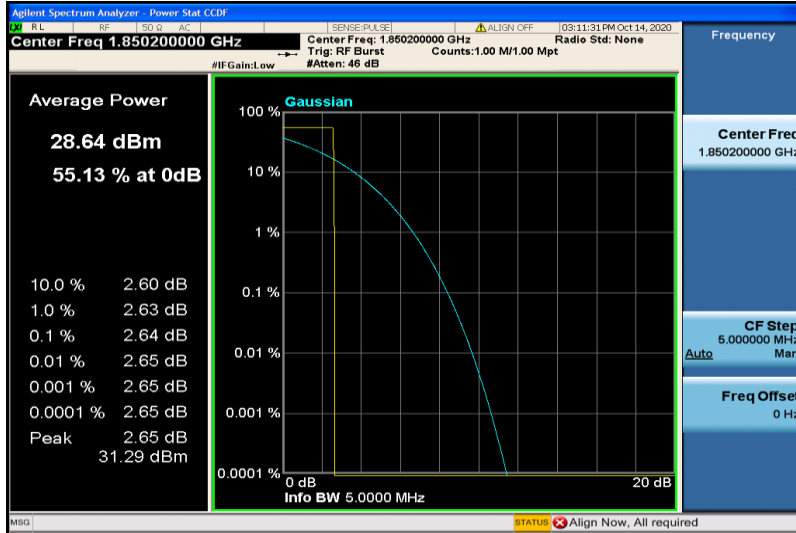 Agilent Spectrum Analyzer - Power Stat CCDF
LXI RL RF 50 Ω AC SENSE:PULSE ALIGN OFF 03:11:31 PM Oct 14, 2020
Center Freq 1.850200000 GHz
Center Freq: 1.850200000 GHz Radio Std: None
Trig: RF Burst Counts:1.00 M/1.00 Mpt
#IFGain:Low #Atten: 46 dB
Average Power
28.64 dBm
55.13 % at 0dB
10.0 % 2.60 dB
1.0 % 2.63 dB
0.1 % 2.64 dB
0.01 % 2.65 dB
0.001 % 2.65 dB
0.0001 % 2.65 dB
Peak 2.65 dB
31.29 dBm
Gaussian
100 %
10 %
1 %
0.1 %
0.01 %
0.001 %
0.0001 %
0 dB 20 dB
Info BW 5.0000 MHz
Frequency
Center Freq
1.850200000 GHz
CF Step
5.000000 MHz
Auto Man
Freq Offset
0 Hz
MSG STATUS Align Now, All required